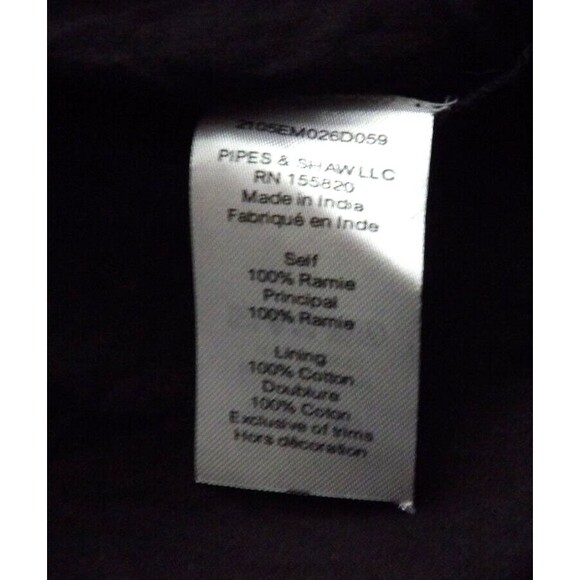 2105EM026D059
PIPES & SHAW LLC
RN 155820
Made in India
Fabriqué en Inde
Self
100% Ramie
Principal
100% Ramie
Lining
100% Cotton
Doublure
100% Coton
Exclusive of trims
Hors décoration